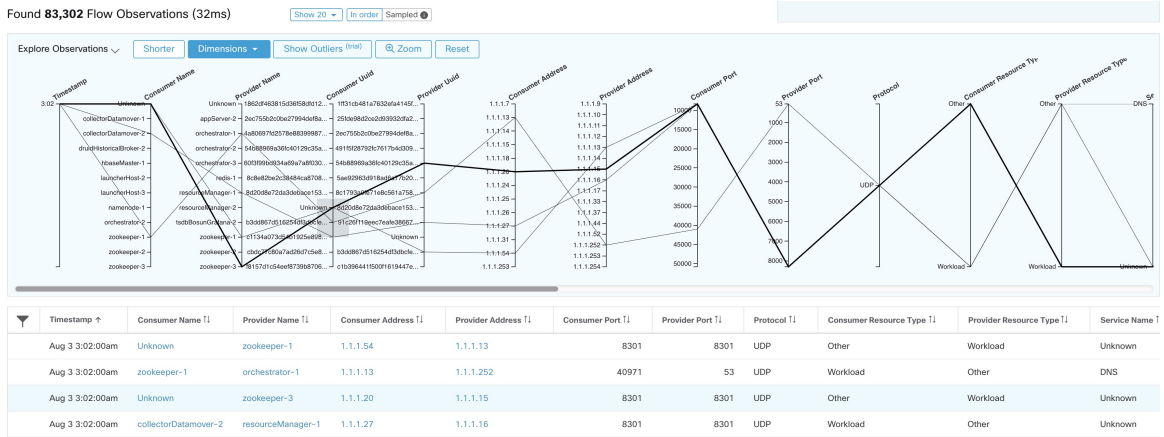 Found 83,302 Flow Observations (32ms)
Show 20
In order Sampled
Explore Observations
Shorter
Dimensions
Show Outliers (trial)
Zoom
Reset
Timestamp
Consumer Name
Provider Name
Consumer Uuid
Provider Uuid
Consumer Address
Provider Address
Consumer Port
Provider Port
Protocol
Consumer Resource
Provider Resource Type
3:02
Unknown
collectorDatamover-1
collectorDatamover-2
druidHistoricalBroker-2
hbaseMaster-1
launcherHost-2
launcherHost-3
namenode-1
orchestrator-2
zookeeper-1
zookeeper-2
zookeeper-3
Unknown
appServer-2
orchestrator-1
orchestrator-2
orchestrator-3
redis-1
resourceManager-1
resourceManager-2
tsdbBosunGrafana-2
zookeeper-1
zookeeper-2
zookeeper-3
Unknown
Unknown
1.1.1.7
1.1.1.13
1.1.1.14
1.1.1.15
1.1.1.18
1.1.1.20
1.1.1.24
1.1.1.25
1.1.1.26
1.1.1.27
1.1.1.31
1.1.1.54
1.1.1.253
1.1.1.9
1.1.1.10
1.1.1.11
1.1.1.12
1.1.1.13
1.1.1.14
1.1.1.15
1.1.1.16
1.1.1.17
1.1.1.33
1.1.1.37
1.1.1.43
1.1.1.252
1.1.1.253
1.1.1.254
10000
15000
20000
25000
30000
35000
40000
45000
50000
53
1000
2000
3000
4000
5000
6000
7000
8000
UDP
Other
Workload
Other
Workload
DNS
Unknown
Timestamp Consumer Name Provider Name Consumer Address Provider Address Consumer Port Provider Port Protocol Consumer Resource Type Provider Resource Type Service Name
Aug 3 3:02:00am Unknown zookeeper-1 1.1.1.54 1.1.1.13 8301 8301 UDP Other Workload Unknown
Aug 3 3:02:00am zookeeper-1 orchestrator-1 1.1.1.13 1.1.1.252 40971 53 UDP Workload Other DNS
Aug 3 3:02:00am Unknown zookeeper-3 1.1.1.20 1.1.1.15 8301 8301 UDP Other Workload Unknown
Aug 3 3:02:00am collectorDatamover-2 resourceManager-1 1.1.1.27 1.1.1.16 8301 8301 UDP Workload Other Unknown